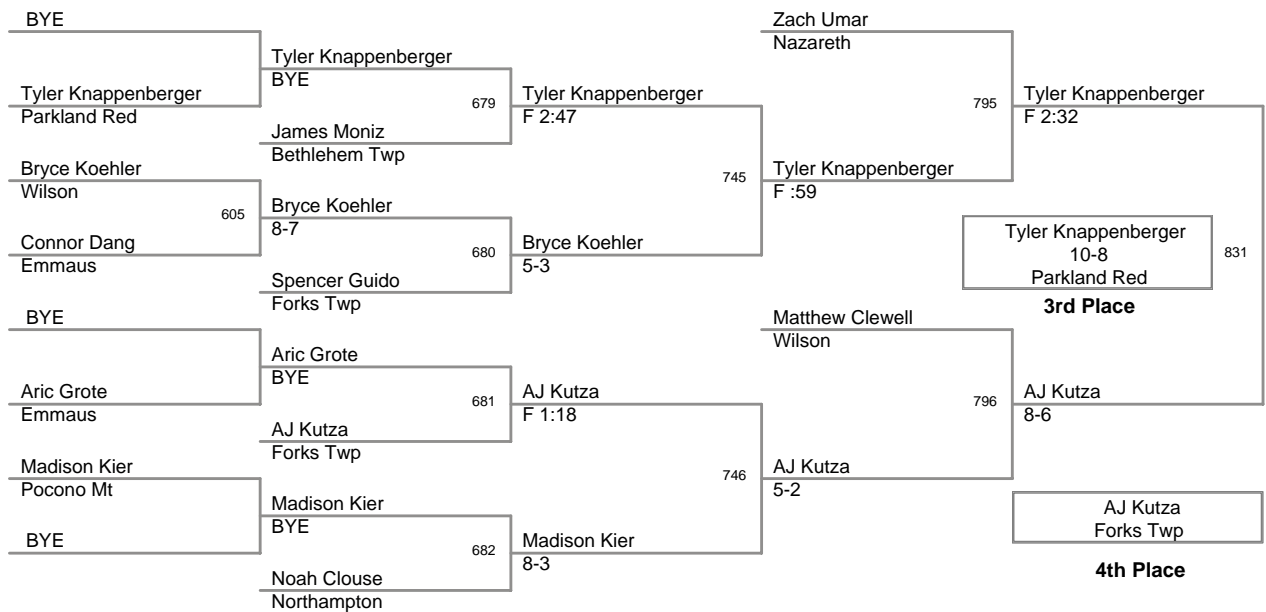 BYE
Tyler Knappenberger
Parkland Red
Bryce Koehler
Wilson
605
Connor Dang
Emmaus
BYE
Aric Grote
Emmaus
Madison Kier
Pocono Mt
BYE
Tyler Knappenberger
BYE
679
James Moniz
Bethlehem Twp
Bryce Koehler
8-7
680
Spencer Guido
Forks Twp
Aric Grote
BYE
681
AJ Kutza
Forks Twp
Madison Kier
BYE
682
Noah Clouse
Northampton
Tyler Knappenberger
F 2:47
745
Bryce Koehler
5-3
AJ Kutza
F 1:18
746
Madison Kier
8-3
Zach Umar
Nazareth
795
Tyler Knappenberger
F :59
Matthew Clewell
Wilson
796
AJ Kutza
5-2
Tyler Knappenberger
F 2:32
831
AJ Kutza
8-6
Tyler Knappenberger
10-8
Parkland Red
3rd Place
AJ Kutza
Forks Twp
4th Place